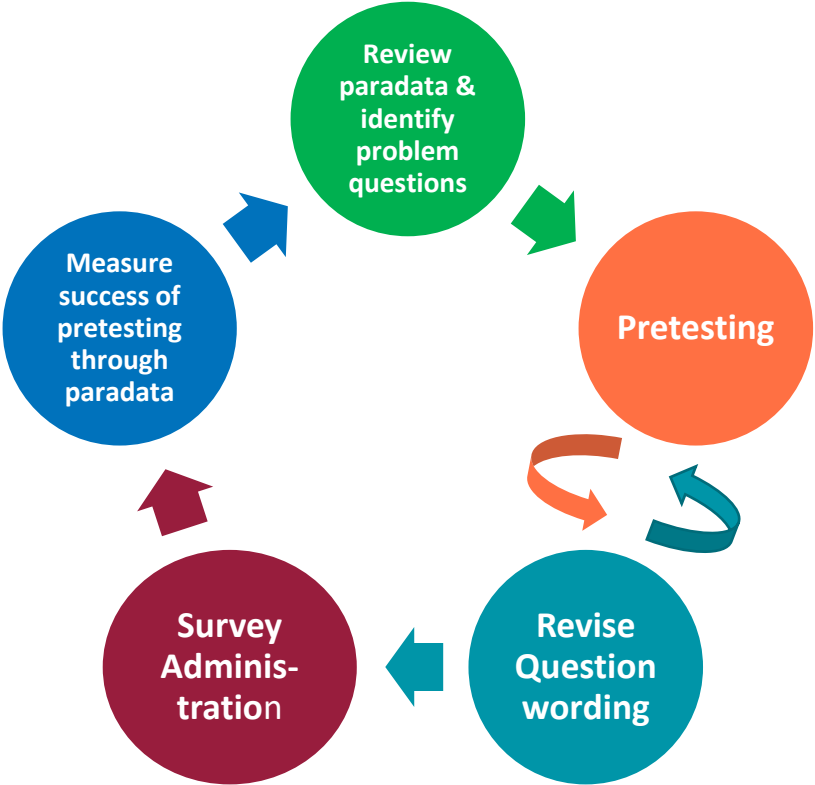 Review
paradata &
identify
problem
questions
Pretesting
Revise
Question
wording
Survey
Adminis-
tration
Measure
success of
pretesting
through
paradata